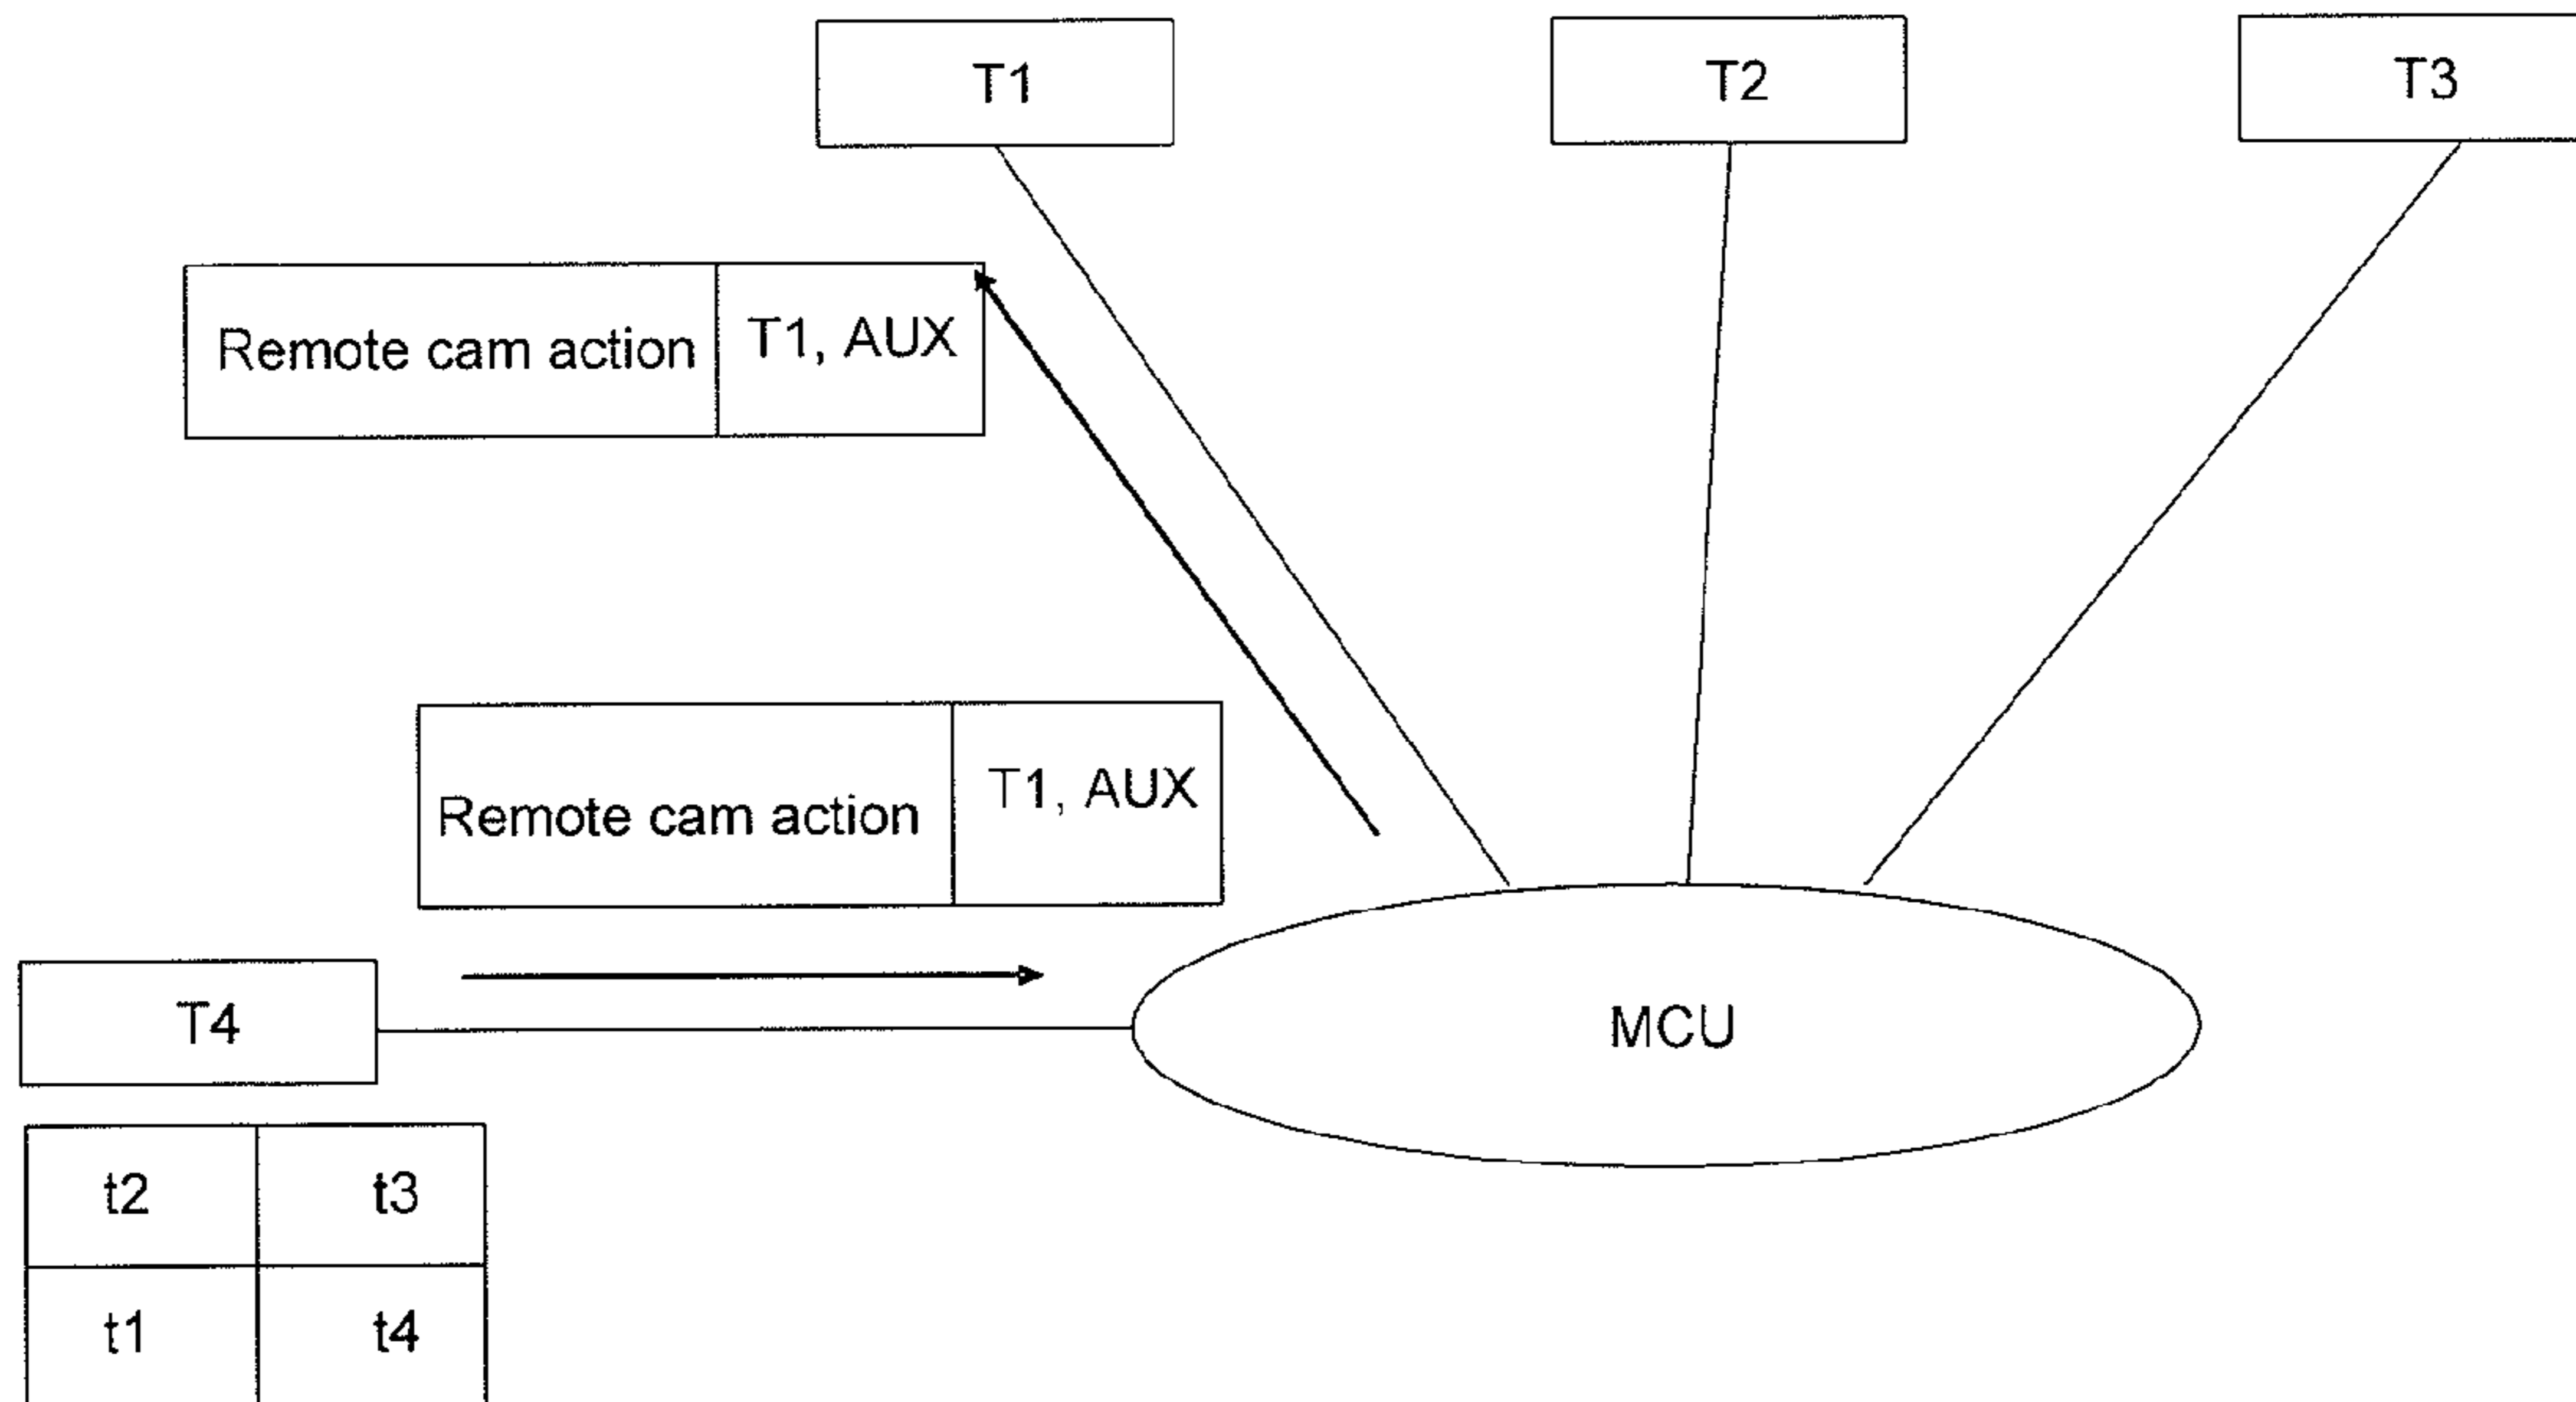 T1
T2
T3
Remote cam action
T1, AUX
Remote cam action
T1, AUX
T4
MCU
t2
t3
t1
t4